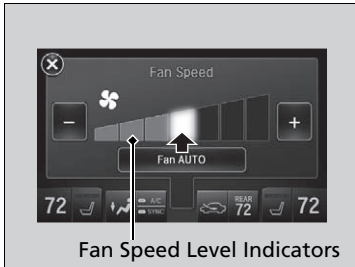 Fan Speed
−
+
Fan AUTO
72
A/C
SYNC
REAR
72
72
Fan Speed Level Indicators